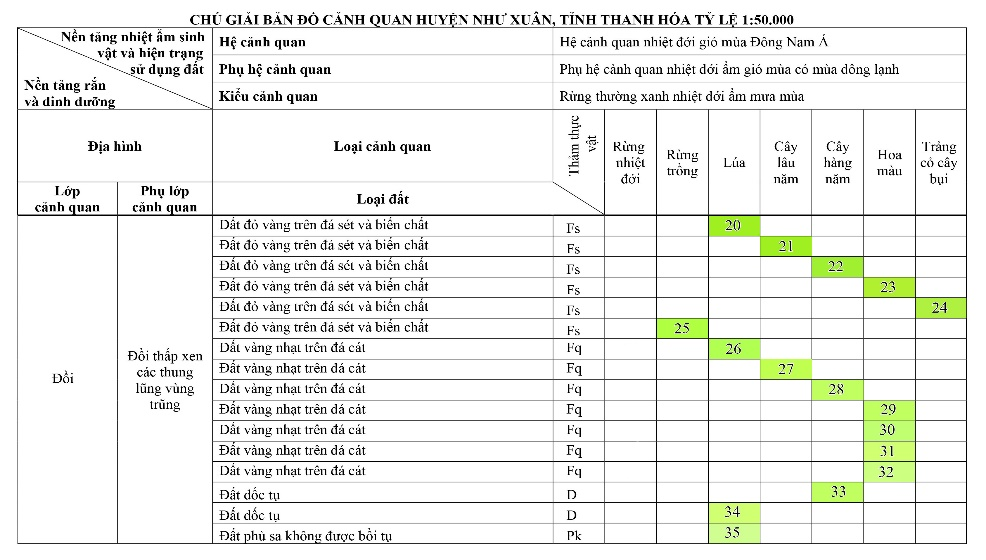 CHÚ GIẢI BẢN ĐỒ CẢNH QUAN HUYỆN NHƯ XUÂN, TỈNH THANH HÓA TỶ LỆ 1:50.000
Nền tảng nhiệt ẩm sinh
vật và hiện trạng
sử dụng đất
Nền tảng rắn
và dinh dưỡng
Hệ cảnh quan
Hệ cảnh quan nhiệt đới gió mùa Đông Nam Á
Phụ hệ cảnh quan
Phụ hệ cảnh quan nhiệt đới ẩm gió mùa có mùa đông lạnh
Kiểu cảnh quan
Rừng thường xanh nhiệt đới ẩm mưa mùa
Địa hình
Loại cảnh quan
Thảm thực
vật
Rừng
nhiệt
đới
Rừng
trồng
Lúa
Cây
lâu
năm
Cây
hàng
năm
Hoa
màu
Trảng
cỏ cây
bụi
Lớp
cảnh quan
Phụ lớp
cảnh quan
Loại đất
Đồi
Đồi thấp xen
các thung
lũng vùng
trũng
Đất đỏ vàng trên đá sét và biến chất Fs 20
Đất đỏ vàng trên đá sét và biến chất Fs 21
Đất đỏ vàng trên đá sét và biến chất Fs 22
Đất đỏ vàng trên đá sét và biến chất Fs 23
Đất đỏ vàng trên đá sét và biến chất Fs 24
Đất đỏ vàng trên đá sét và biến chất Fs 25
Đất vàng nhạt trên đá cát Fq 26
Đất vàng nhạt trên đá cát Fq 27
Đất vàng nhạt trên đá cát Fq 28
Đất vàng nhạt trên đá cát Fq 29
Đất vàng nhạt trên đá cát Fq 30
Đất vàng nhạt trên đá cát Fq 31
Đất vàng nhạt trên đá cát Fq 32
Đất dốc tụ D 33
Đất dốc tụ D 34
Đất phù sa không được bồi tụ Pk 35